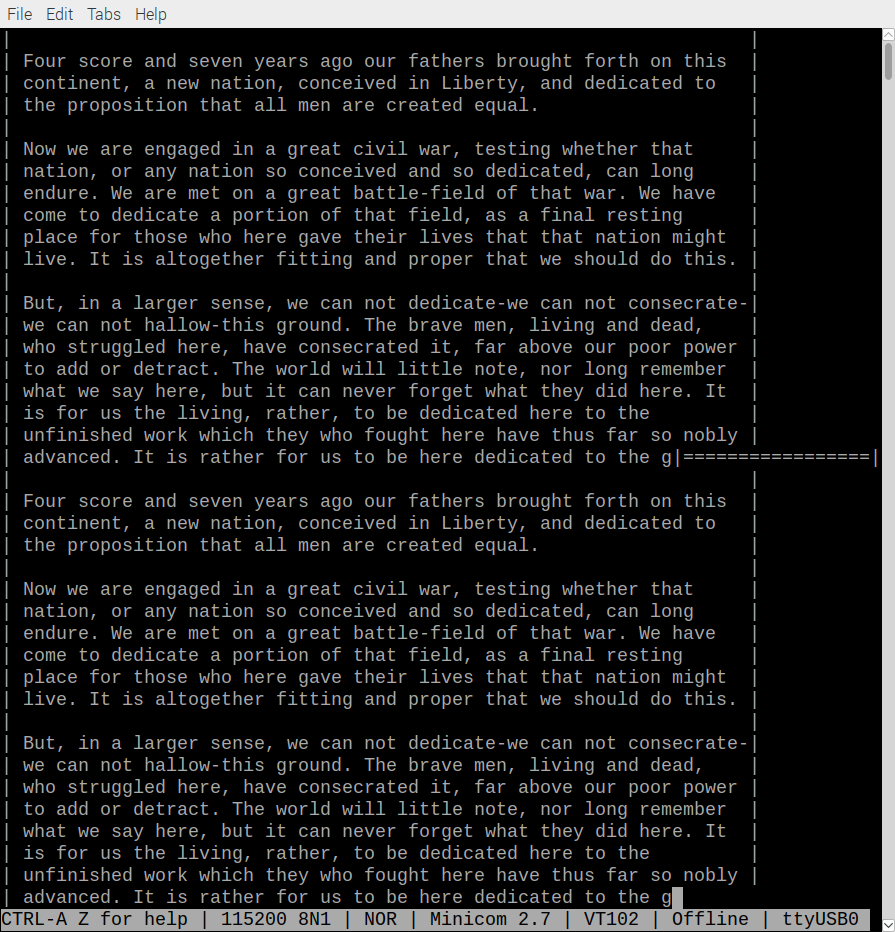 File Edit Tabs Help
| |
| Four score and seven years ago our fathers brought forth on this |
| continent, a new nation, conceived in Liberty, and dedicated to |
| the proposition that all men are created equal. |
| |
| Now we are engaged in a great civil war, testing whether that |
| nation, or any nation so conceived and so dedicated, can long |
| endure. We are met on a great battle-field of that war. We have |
| come to dedicate a portion of that field, as a final resting |
| place for those who here gave their lives that that nation might |
| live. It is altogether fitting and proper that we should do this. |
| |
| But, in a larger sense, we can not dedicate-we can not consecrate-|
| we can not hallow-this ground. The brave men, living and dead, |
| who struggled here, have consecrated it, far above our poor power |
| to add or detract. The world will little note, nor long remember |
| what we say here, but it can never forget what they did here. It |
| is for us the living, rather, to be dedicated here to the |
| unfinished work which they who fought here have thus far so nobly |
| advanced. It is rather for us to be here dedicated to the g|=================|
| |
| Four score and seven years ago our fathers brought forth on this |
| continent, a new nation, conceived in Liberty, and dedicated to |
| the proposition that all men are created equal. |
| |
| Now we are engaged in a great civil war, testing whether that |
| nation, or any nation so conceived and so dedicated, can long |
| endure. We are met on a great battle-field of that war. We have |
| come to dedicate a portion of that field, as a final resting |
| place for those who here gave their lives that that nation might |
| live. It is altogether fitting and proper that we should do this. |
| |
| But, in a larger sense, we can not dedicate-we can not consecrate-|
| we can not hallow-this ground. The brave men, living and dead, |
| who struggled here, have consecrated it, far above our poor power |
| to add or detract. The world will little note, nor long remember |
| what we say here, but it can never forget what they did here. It |
| is for us the living, rather, to be dedicated here to the |
| unfinished work which they who fought here have thus far so nobly |
| advanced. It is rather for us to be here dedicated to the g
CTRL-A Z for help | 115200 8N1 | NOR | Minicom 2.7 | VT102 | Offline | ttyUSB0